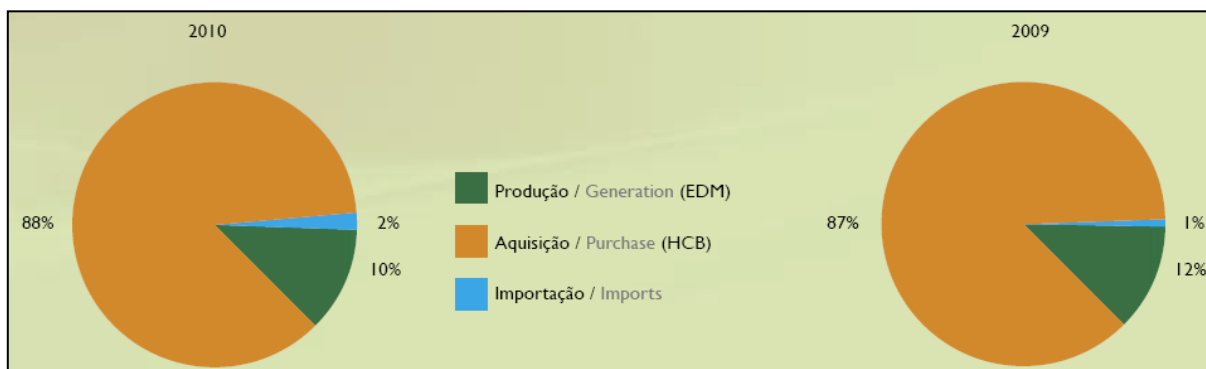 2010
2009
88%
2%
10%
Produção / Generation (EDM)
Aquisição / Purchase (HCB)
Importação / Imports
87%
1%
12%